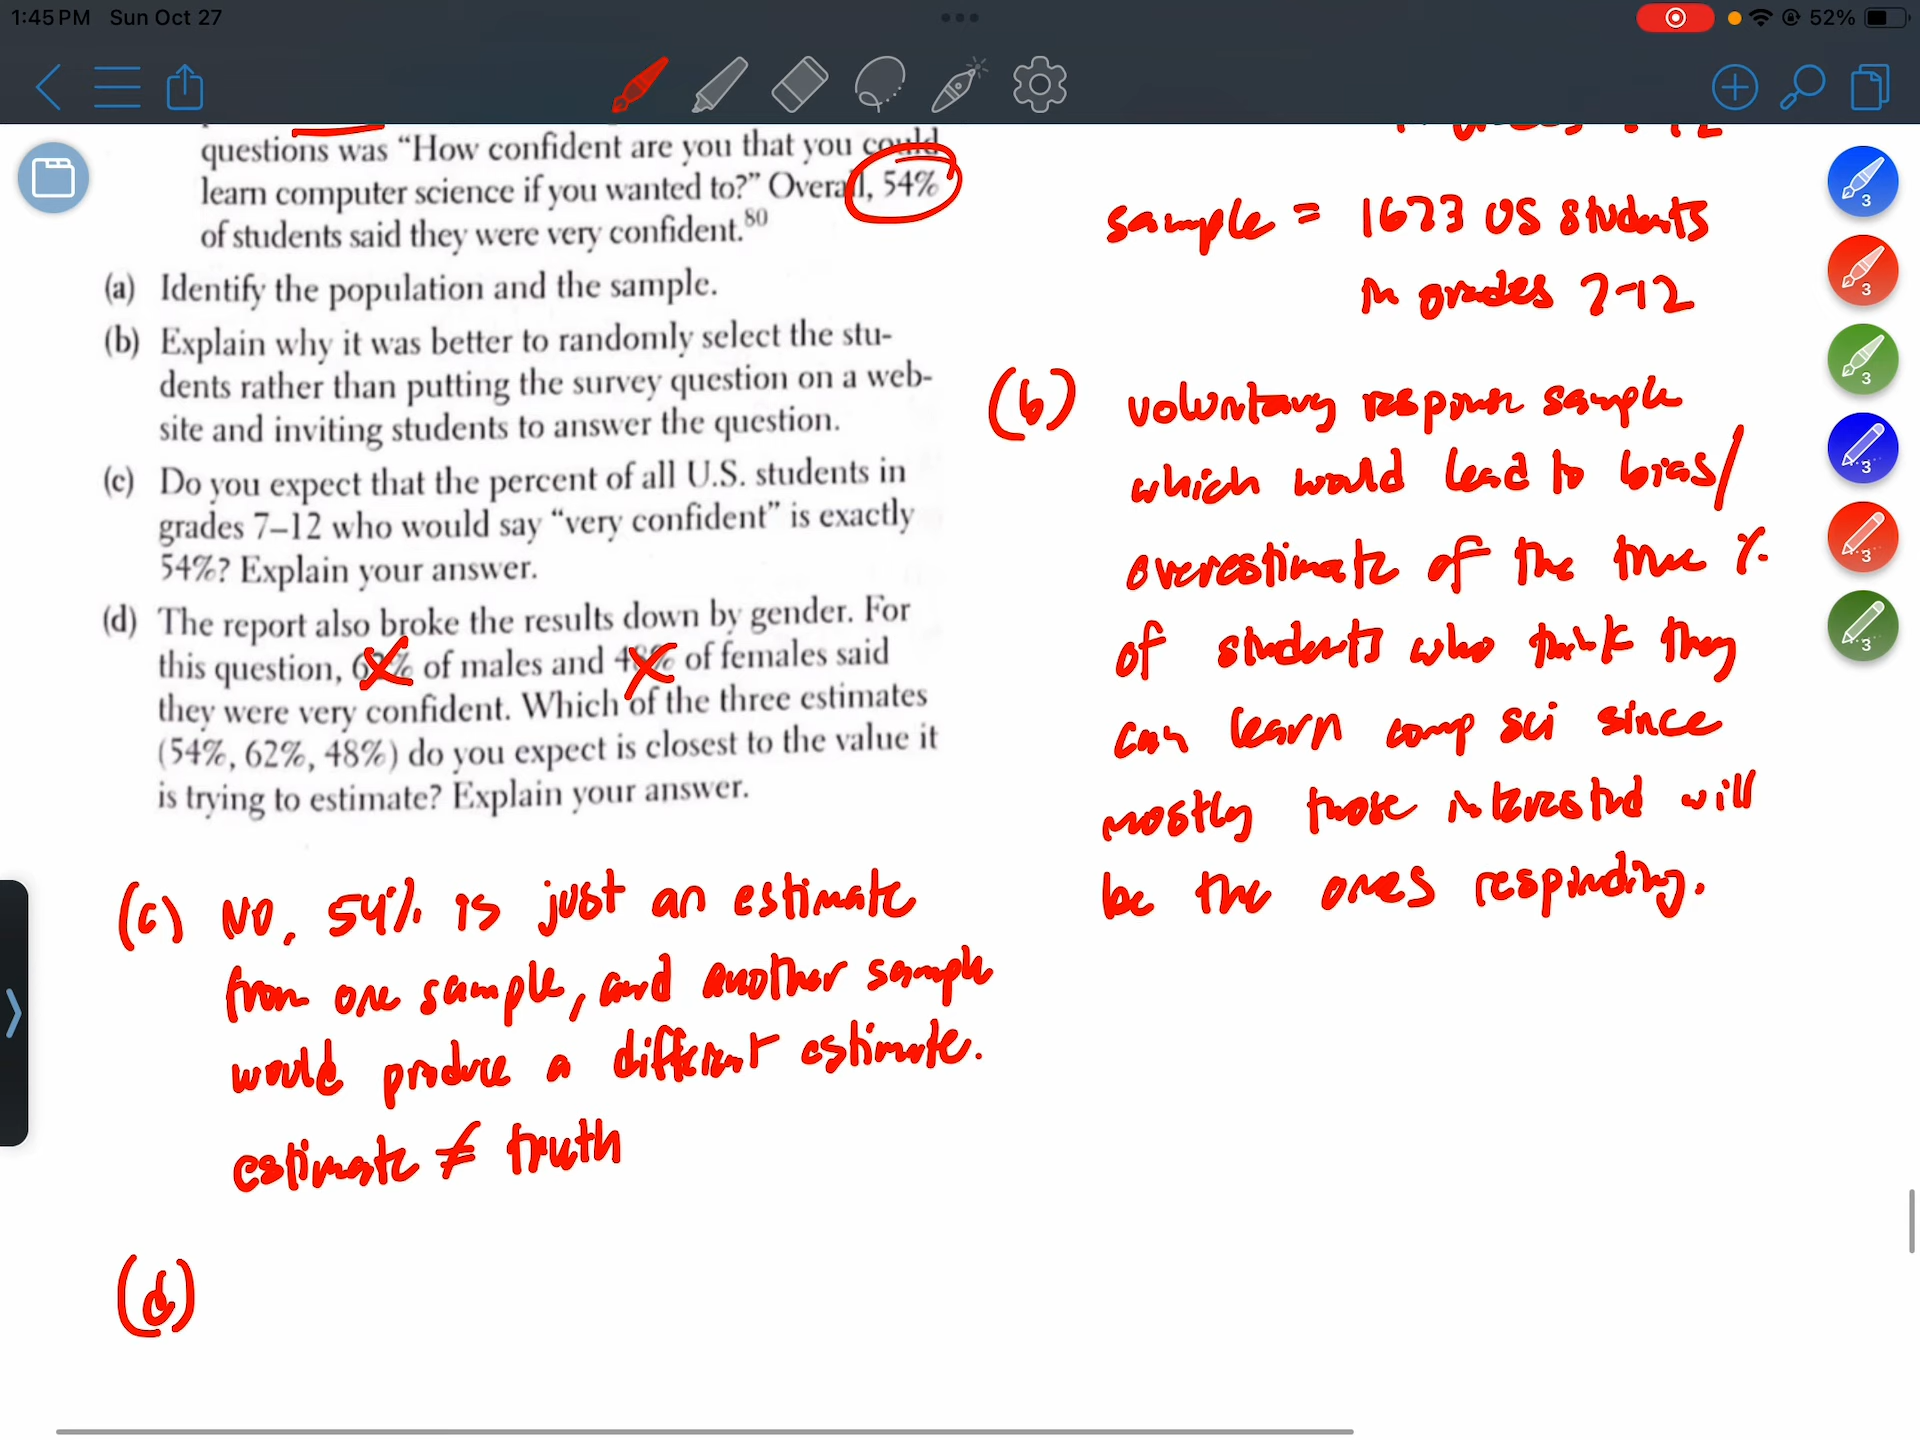 1:45 PM Sun Oct 27
52%
questions was “How confident are you that you could
learn computer science if you wanted to?” Overall, 54%
of students said they were very confident.80
(a) Identify the population and the sample.
(b) Explain why it was better to randomly select the stu-
dents rather than putting the survey question on a web-
site and inviting students to answer the question.
(c) Do you expect that the percent of all U.S. students in
grades 7–12 who would say “very confident” is exactly
54%? Explain your answer.
(d) The report also broke the results down by gender. For
this question, 62% of males and 48% of females said
they were very confident. Which of the three estimates
(54%, 62%, 48%) do you expect is closest to the value it
is trying to estimate? Explain your answer.
(c) No, 54% is just an estimate
from one sample, and another sample
would produce a different estimate.
estimate ≠ truth
(d)
sample = 1673 US students
in grades 7-12
(b) voluntary response sample
which would lead to bias/
overestimate of the true %
of students who think they
can learn comp sci since
mostly those interested will
be the ones responding.
3
3
3
3
3
3